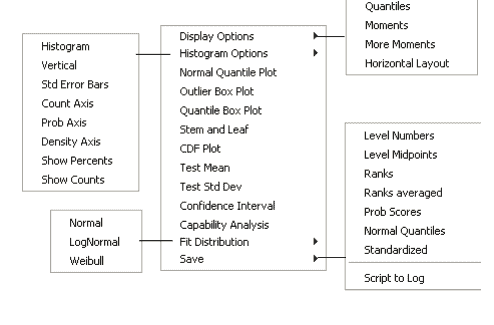 Quantiles
Moments
More Moments
Horizontal Layout
Display Options
Histogram Options
Normal Quantile Plot
Outlier Box Plot
Quantile Box Plot
Stem and Leaf
CDF Plot
Test Mean
Test Std Dev
Confidence Interval
Capability Analysis
Fit Distribution
Save
Histogram
Vertical
Std Error Bars
Count Axis
Prob Axis
Density Axis
Show Percents
Show Counts
Normal
LogNormal
Weibull
Level Numbers
Level Midpoints
Ranks
Ranks averaged
Prob Scores
Normal Quantiles
Standardized
Script to Log